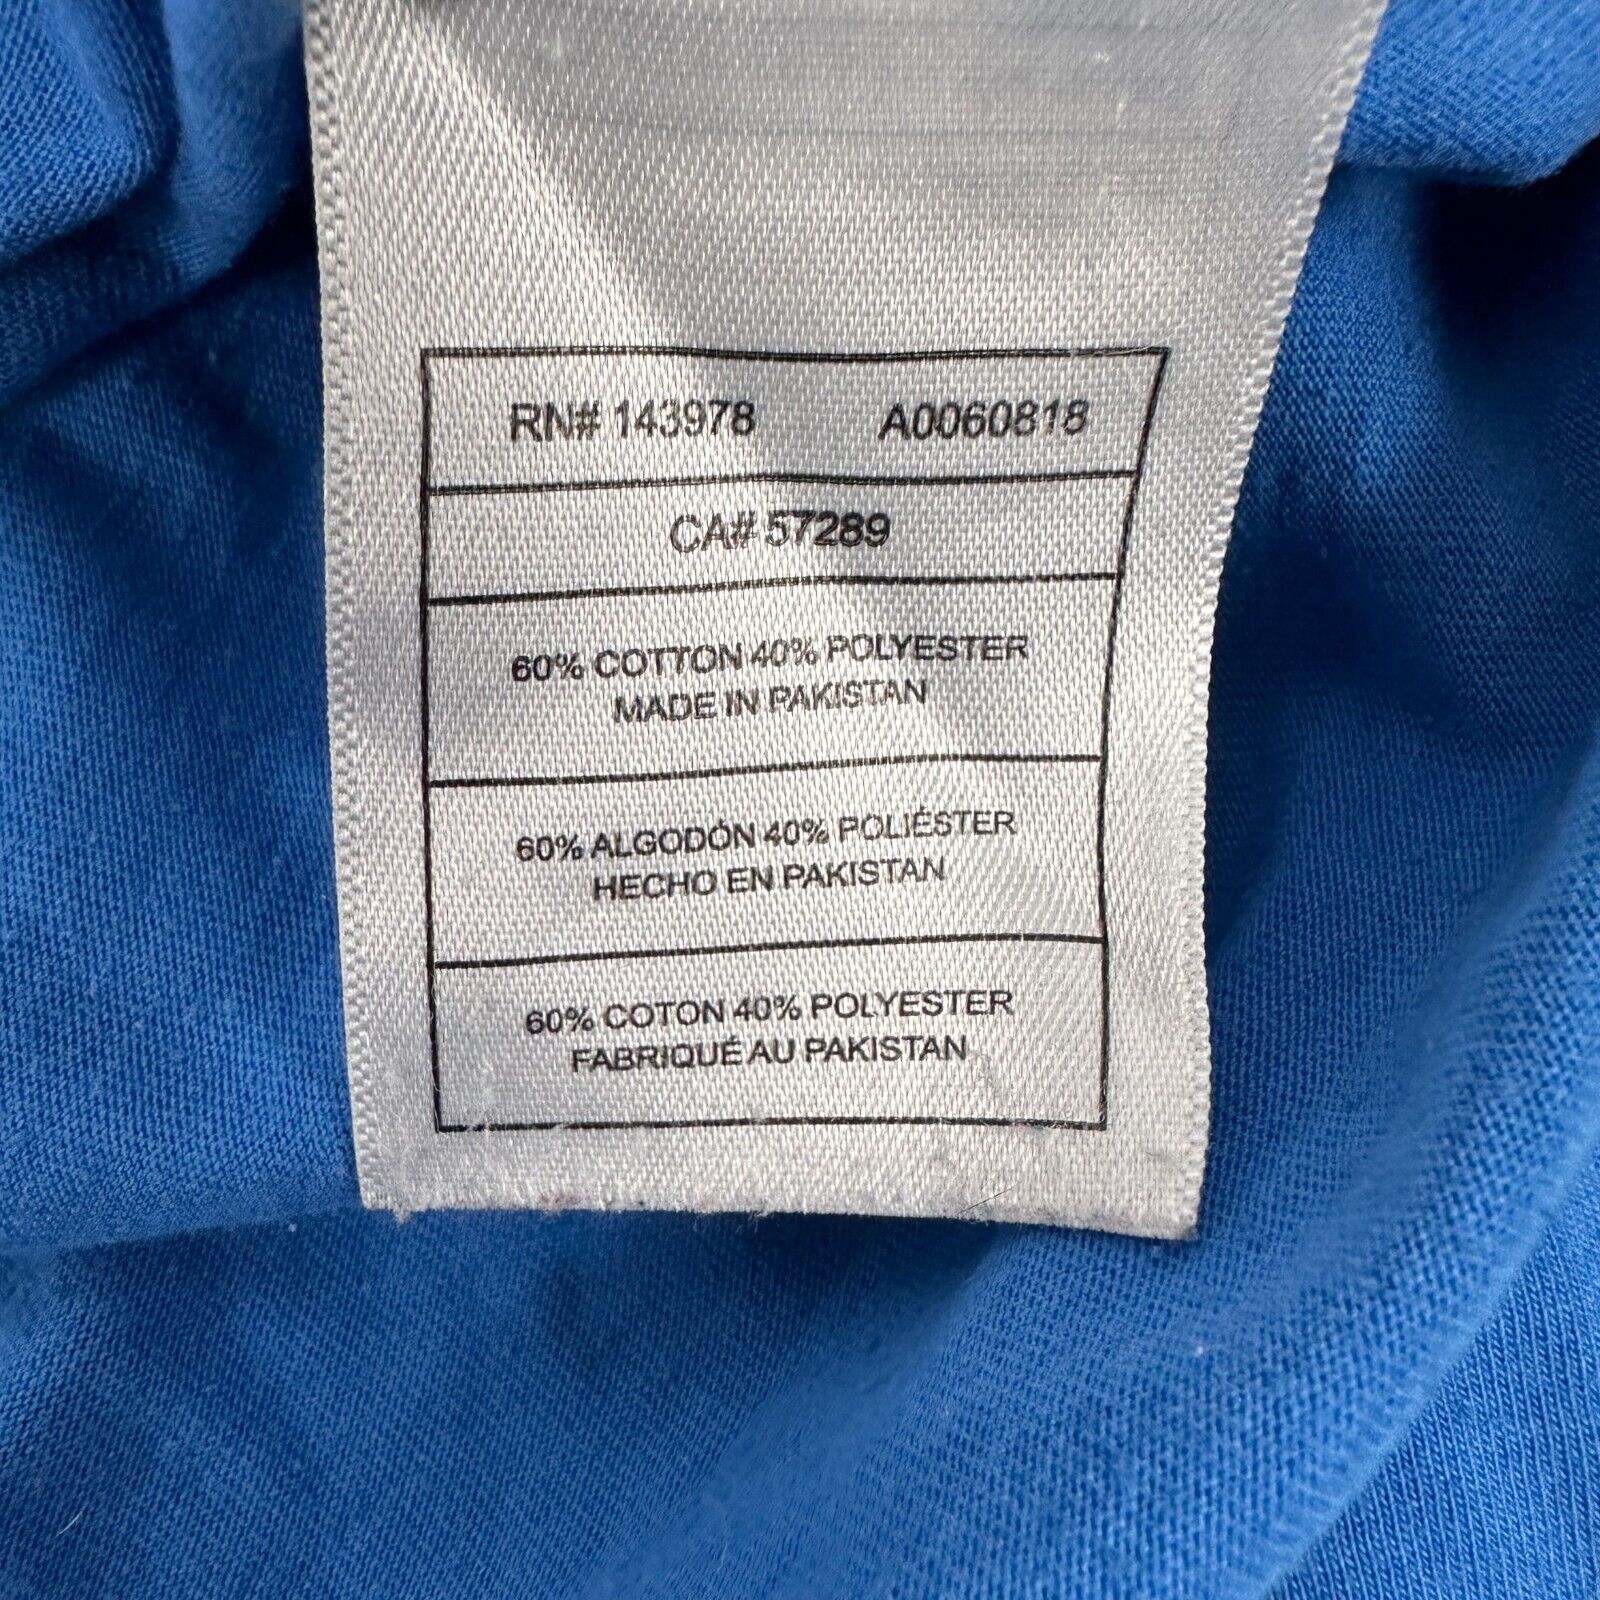 RN# 143978 A0060818
CA# 57289
60% COTTON 40% POLYESTER
MADE IN PAKISTAN
60% ALGODÓN 40% POLIÉSTER
HECHO EN PAKISTAN
60% COTON 40% POLYESTER
FABRIQUÉ AU PAKISTAN